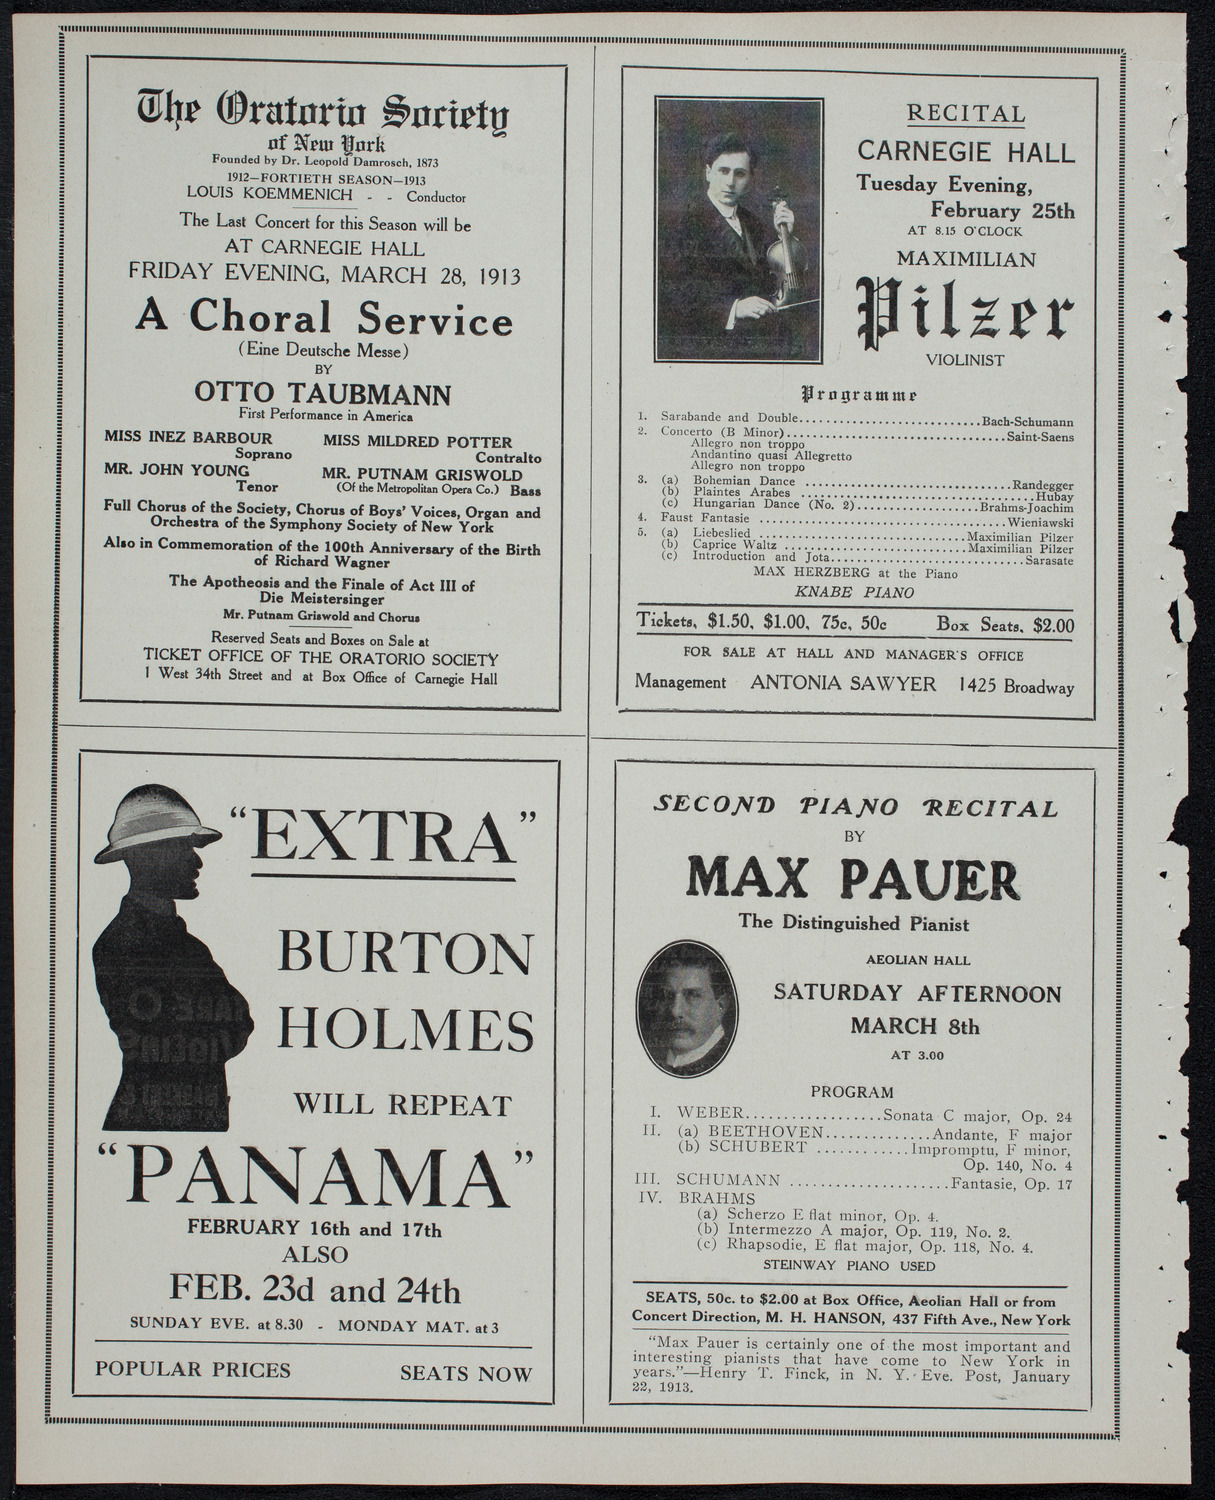 The Oratorio Society
of New York
Founded by Dr. Leopold Damrosch, 1873
1912—FORTIETH SEASON—1913
LOUIS KOEMMENICH - - Conductor
The Last Concert for this Season will be
AT CARNEGIE HALL
FRIDAY EVENING, MARCH 28, 1913
A Choral Service
(Eine Deutsche Messe)
BY
OTTO TAUBMANN
First Performance in America
MISS INEZ BARBOUR
Soprano
MISS MILDRED POTTER
Contralto
MR. JOHN YOUNG
Tenor
MR. PUTNAM GRISWOLD
(Of the Metropolitan Opera Co.) Bass
Full Chorus of the Society, Chorus of Boys' Voices, Organ and
Orchestra of the Symphony Society of New York
Also in Commemoration of the 100th Anniversary of the Birth
of Richard Wagner
The Apotheosis and the Finale of Act III of
Die Meistersinger
Mr. Putnam Griswold and Chorus
Reserved Seats and Boxes on Sale at
TICKET OFFICE OF THE ORATORIO SOCIETY
1 West 34th Street and at Box Office of Carnegie Hall
RECITAL
CARNEGIE HALL
Tuesday Evening,
February 25th
AT 8.15 O'CLOCK
MAXIMILIAN
Pilzer
VIOLINIST
Programme
1. Sarabande and Double..............................Bach-Schumann
2. Concerto (B Minor)....................................Saint-Saens
Allegro non troppo
Andantino quasi Allegretto
Allegro non troppo
3. (a) Bohemian Dance ..................................Randegger
(b) Plaintes Arabes .......................................Hubay
(c) Hungarian Dance (No. 2)....................Brahms-Joachim
4. Faust Fantasie .........................................Wieniawski
5. (a) Liebeslied ..................................Maximilian Pilzer
(b) Caprice Waltz ..............................Maximilian Pilzer
(c) Introduction and Jota................................Sarasate
MAX HERZBERG at the Piano
KNABE PIANO
Tickets, $1.50, $1.00, 75c, 50c Box Seats, $2.00
FOR SALE AT HALL AND MANAGER'S OFFICE
Management ANTONIA SAWYER 1425 Broadway
"EXTRA"
BURTON
HOLMES
WILL REPEAT
"PANAMA"
FEBRUARY 16th and 17th
ALSO
FEB. 23d and 24th
SUNDAY EVE. at 8.30 - MONDAY MAT. at 3
POPULAR PRICES SEATS NOW
SECOND PIANO RECITAL
BY
MAX PAUER
The Distinguished Pianist
AEOLIAN HALL
SATURDAY AFTERNOON
MARCH 8th
AT 3.00
PROGRAM
I. WEBER.................Sonata C major, Op. 24
II. (a) BEETHOVEN.............Andante, F major
(b) SCHUBERT ............Impromptu, F minor,
Op. 140, No. 4
III. SCHUMANN ....................Fantasie, Op. 17
IV. BRAHMS
(a) Scherzo E flat minor, Op. 4.
(b) Intermezzo A major, Op. 119, No. 2.
(c) Rhapsodie, E flat major, Op. 118, No. 4.
STEINWAY PIANO USED
SEATS, 50c. to $2.00 at Box Office, Aeolian Hall or from
Concert Direction, M. H. HANSON, 437 Fifth Ave., New York
"Max Pauer is certainly one of the most important and
interesting pianists that have come to New York in
years."—Henry T. Finck, in N. Y. Eve. Post, January
22, 1913.